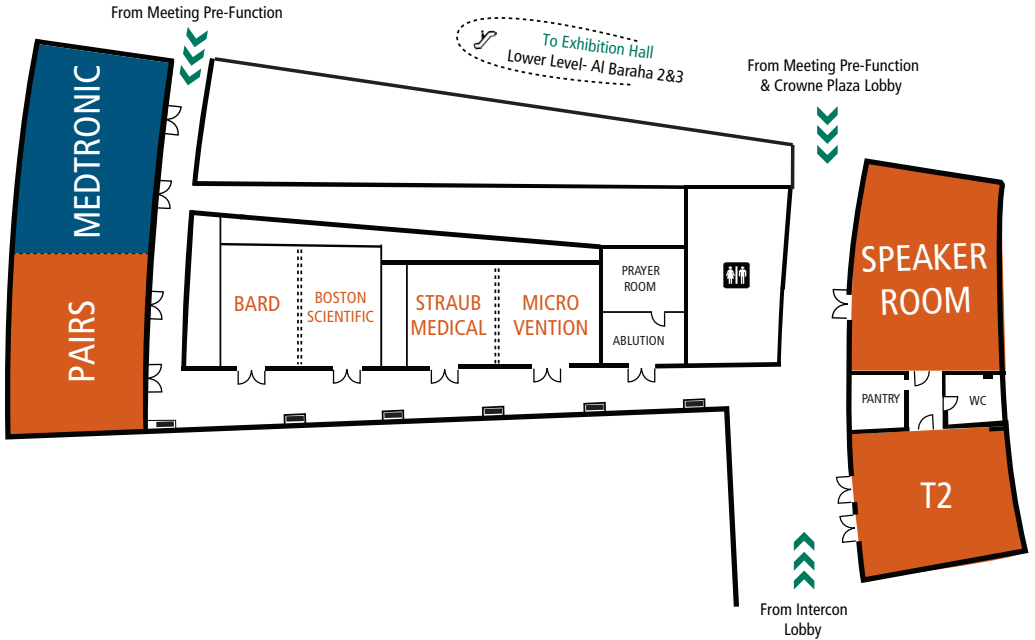 From Meeting Pre-Function
To Exhibition Hall
Lower Level- Al Baraha 2&3
From Meeting Pre-Function
& Crowne Plaza Lobby
MEDTRONIC
PAIRS
BARD
BOSTON
SCIENTIFIC
STRAUB
MEDICAL
MICRO
VENTION
PRAYER
ROOM
ABLUTION
SPEAKER
ROOM
PANTRY
WC
T2
From Intercon
Lobby